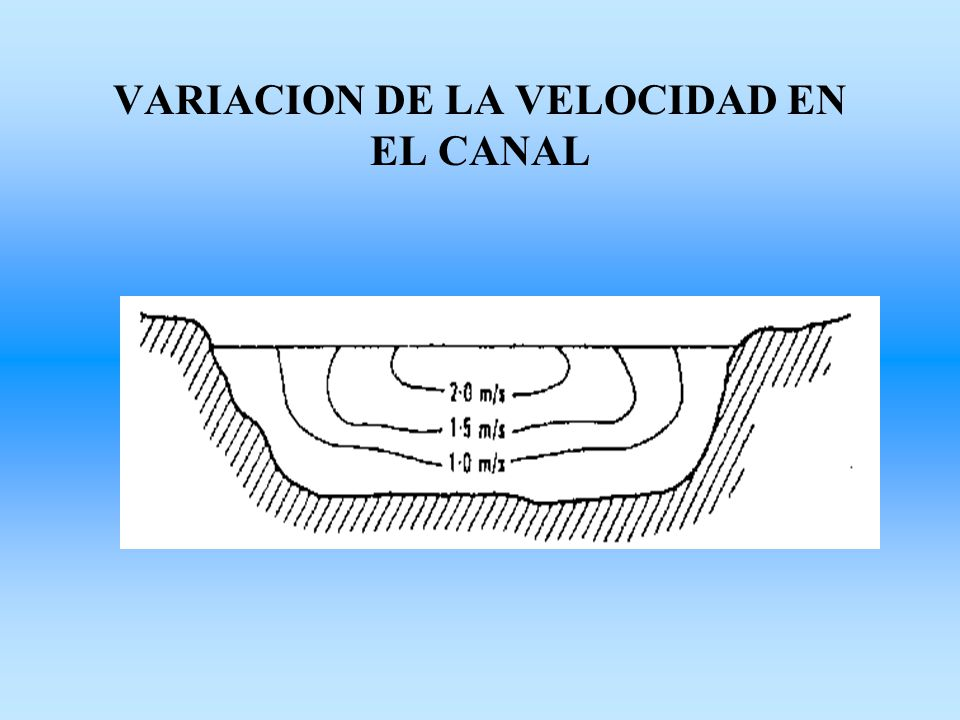 VARIACION DE LA VELOCIDAD EN
EL CANAL
2.0 m/s
1.5 m/s
1.0 m/s